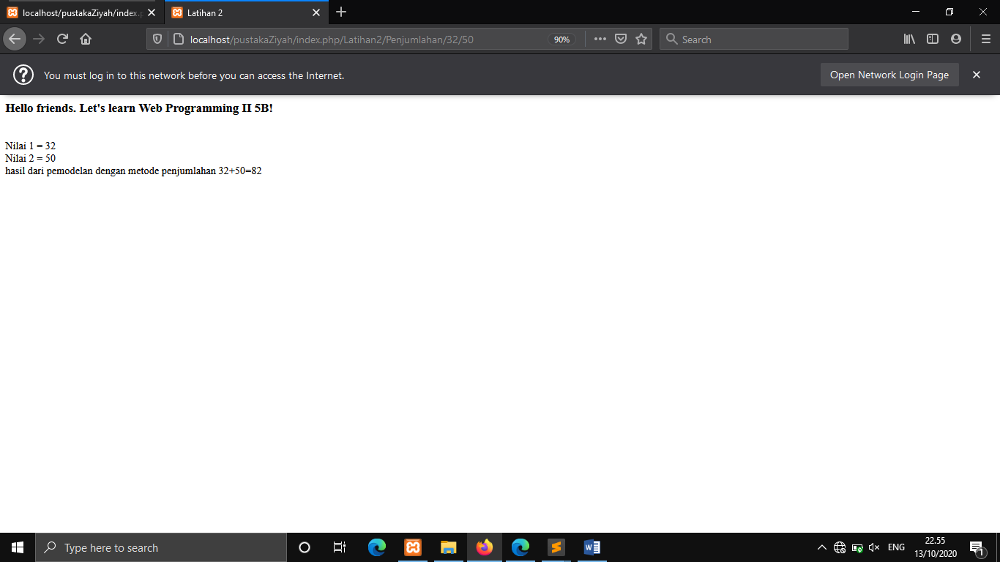 localhost/pustakaZiyah/index.p
Latihan 2
localhost/pustakaZiyah/index.php/Latihan2/Penjumlahan/32/50
90%
Search
You must log in to this network before you can access the Internet.
Open Network Login Page
Hello friends. Let's learn Web Programming II 5B!
Nilai 1 = 32
Nilai 2 = 50
hasil dari pemodelan dengan metode penjumlahan 32+50=82
Type here to search
ENG
22.55
13/10/2020
1